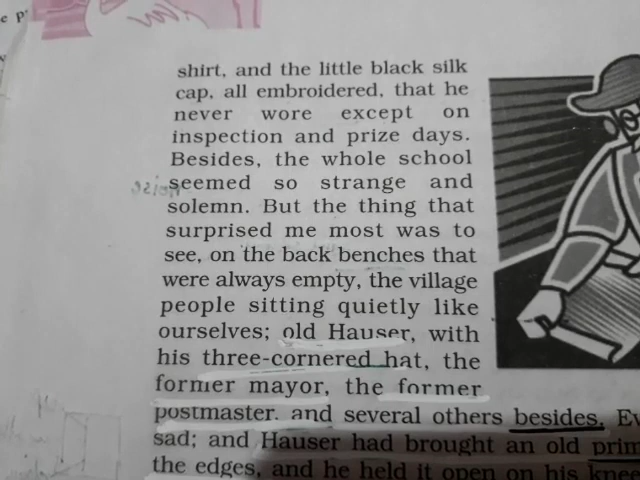 shirt, and the little black silk
cap, all embroidered, that he
never wore except on
inspection and prize days.
Besides, the whole school
seemed so strange and
solemn. But the thing that
surprised me most was to
see, on the back benches that
were always empty, the village
people sitting quietly like
ourselves; old Hauser, with
his three-cornered hat, the
former mayor, the former
postmaster, and several others besides. Ev
sad; and Hauser had brought an old prim
the edges, and he held it open on his knee